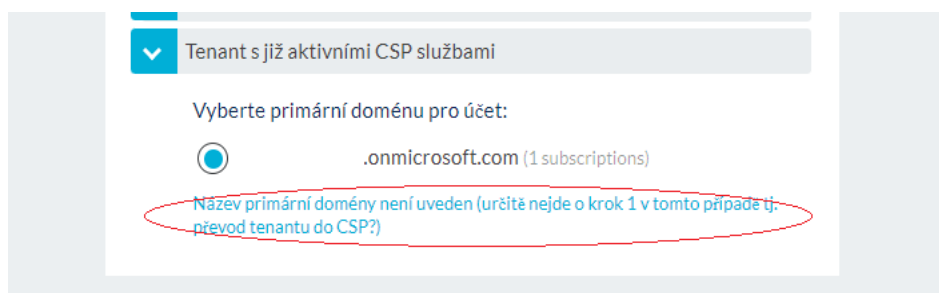 Tenant s již aktivními CSP službami
Vyberte primární doménu pro účet:
.onmicrosoft.com (1 subscriptions)
Název primární domény není uveden (určitě nejde o krok 1 v tomto případě tj.
převod tenantu do CSP?)